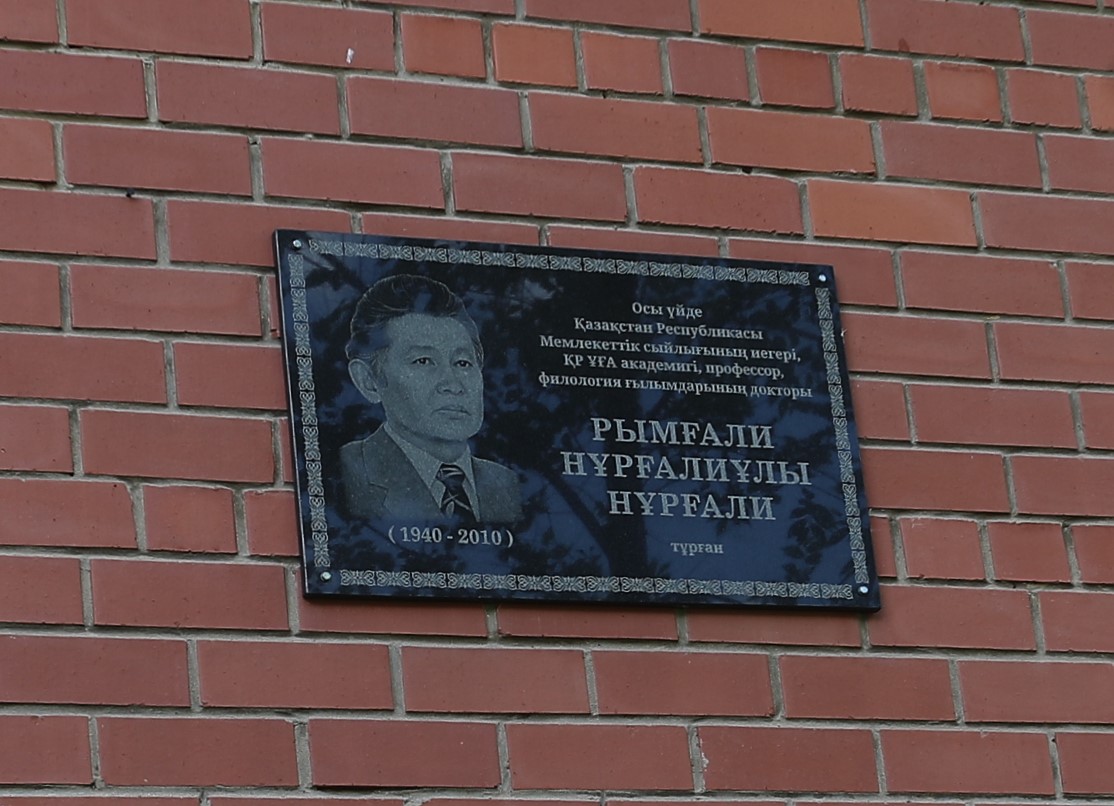 Осы үйде
Қазақстан Республикасы
Мемлекеттік сыйлығының иегері,
ҚР ҰҒА академигі, профессор,
филология ғылымдарының докторы
РЫМҒАЛИ
НҰРҒАЛИҰЛЫ
НҰРҒАЛИ
тұрған
( 1940 - 2010 )